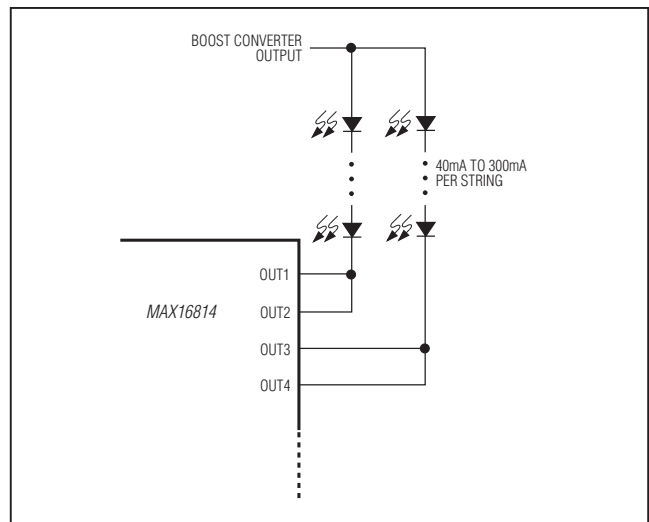 BOOST CONVERTER
OUTPUT
40mA TO 300mA
PER STRING
OUT1
MAX16814
OUT2
OUT3
OUT4